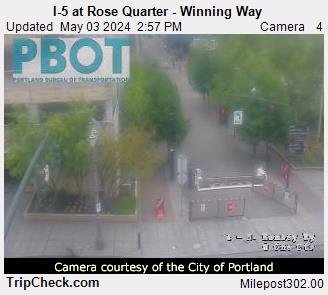 I-5 at Rose Quarter - Winning Way
Updated May 03 2024 2:57 PM Camera 4
PBOT
PORTLAND BUREAU OF TRANSPORTATION
Camera courtesy of the City of Portland
TripCheck.com Milepost302.00